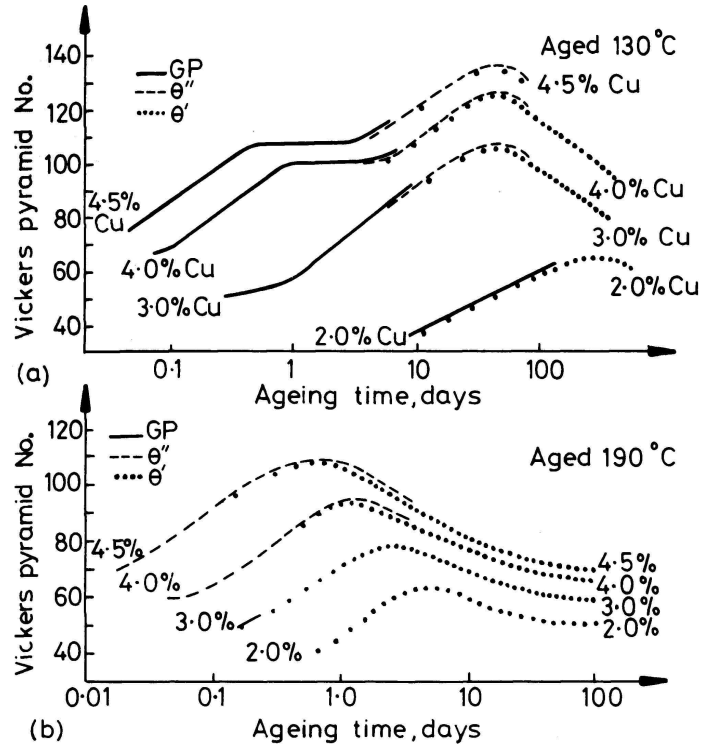 Vickers pyramid No.
140
120
100
80
60
40
GP
θ''
θ'
Aged 130°C
4·5% Cu
4·0% Cu
3·0% Cu
2·0% Cu
4·5%
Cu
4·0% Cu
3·0% Cu
2·0% Cu
0·1
1
10
100
(a)
Ageing time, days
Vickers pyramid No.
120
100
80
60
40
GP
θ''
θ'
Aged 190°C
4·5%
4·0%
3·0%
2·0%
4·5%
4·0%
3·0%
2·0%
0·01
0·1
1·0
10
100
(b)
Ageing time, days